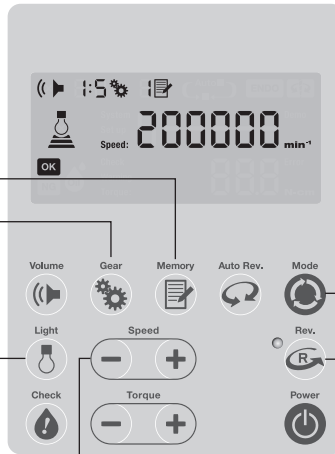 1:5 1
Speed: 200000 min⁻¹
OK
Volume Gear Memory Auto Rev. Mode
Light Speed Rev.
R
Check Torque Power